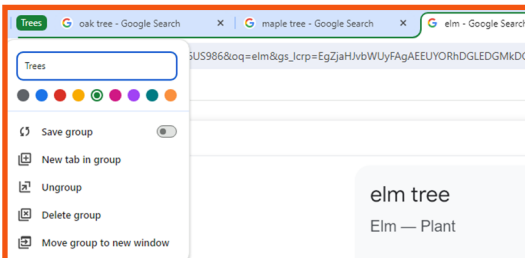 Trees
oak tree - Google Search
maple tree - Google Search
elm - Google Search
Trees
Save group
New tab in group
Ungroup
Delete group
Move group to new window
elm tree
Elm — Plant